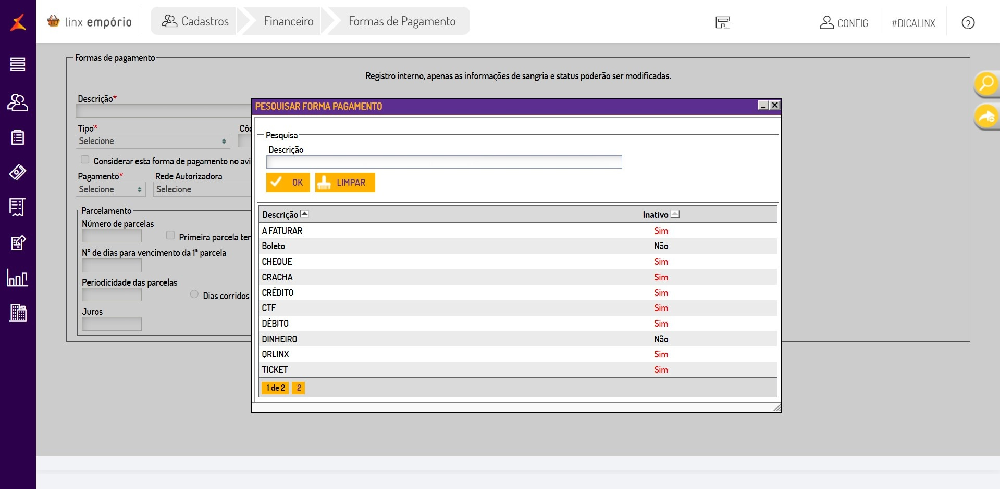 linx empório
Cadastros
Financeiro
Formas de Pagamento
CONFIG
#DICALINX
Formas de pagamento
Registro interno, apenas as informações de sangria e status poderão ser modificadas.
Descrição*
Tipo*
Selecione
Considerar esta forma de pagamento no avi
Pagamento*
Rede Autorizadora
Selecione
Selecione
Parcelamento
Número de parcelas
Primeira parcela ter
Nº de dias para vencimento da 1ª parcela
Periodicidade das parcelas
Dias corridos
Juros
PESQUISAR FORMA PAGAMENTO
Pesquisa
Descrição
OK
LIMPAR
Descrição Inativo
A FATURAR Sim
Boleto Não
CHEQUE Sim
CRACHA Sim
CRÉDITO Sim
CTF Sim
DÉBITO Sim
DINHEIRO Não
QRLINX Sim
TICKET Sim
1 de 2 2